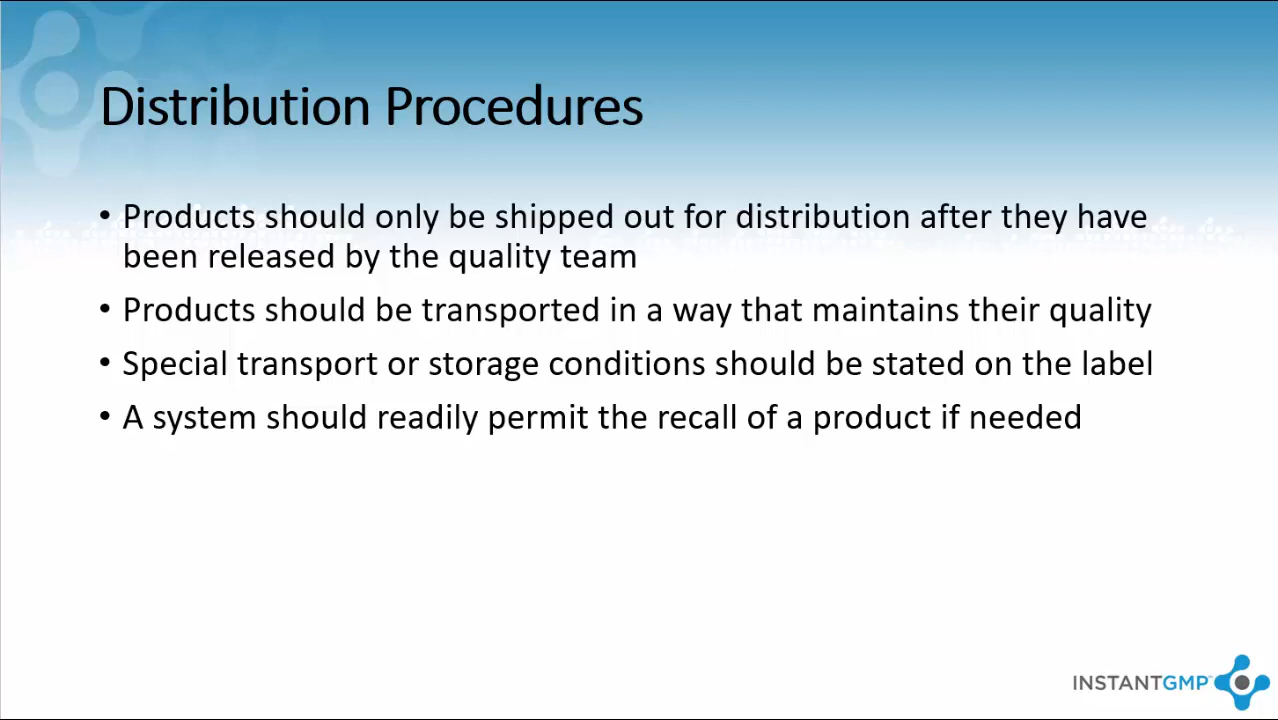 Distribution Procedures
• Products should only be shipped out for distribution after they have
been released by the quality team
• Products should be transported in a way that maintains their quality
• Special transport or storage conditions should be stated on the label
• A system should readily permit the recall of a product if needed
INSTANTGMP™